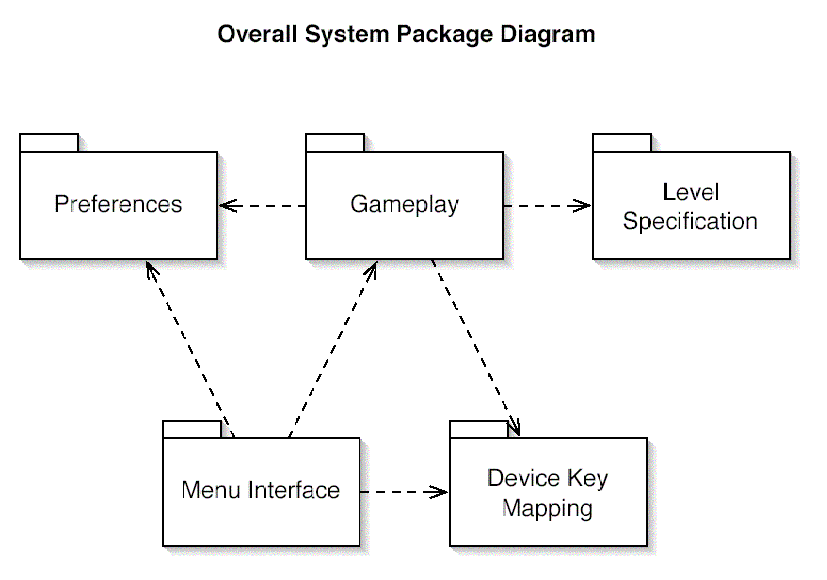 Overall System Package Diagram
Preferences
Gameplay
Level
Specification
Menu Interface
Device Key
Mapping